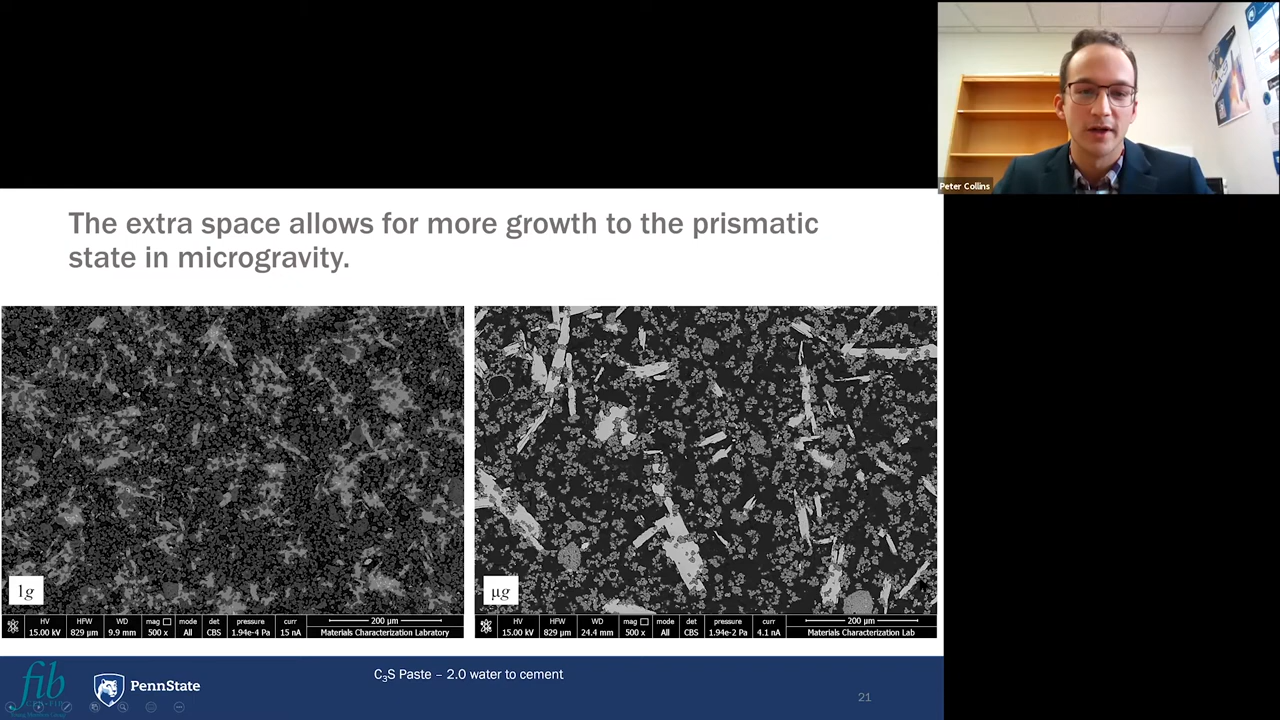 Peter Collins
The extra space allows for more growth to the prismatic
state in microgravity.
1g
HV HFW WD mag mode det pressure curr 200 µm
15.00 kV 829 µm 9.9 mm 500 x All CBS 1.94e-4 Pa 15 nA Materials Characterization Labratory
µg
HV HFW WD mag mode det pressure curr 200 µm
15.00 kV 829 µm 24.4 mm 500 x All CBS 1.94e-2 Pa 4.1 nA Materials Characterization Lab
C₃S Paste – 2.0 water to cement
fib
PennState
21